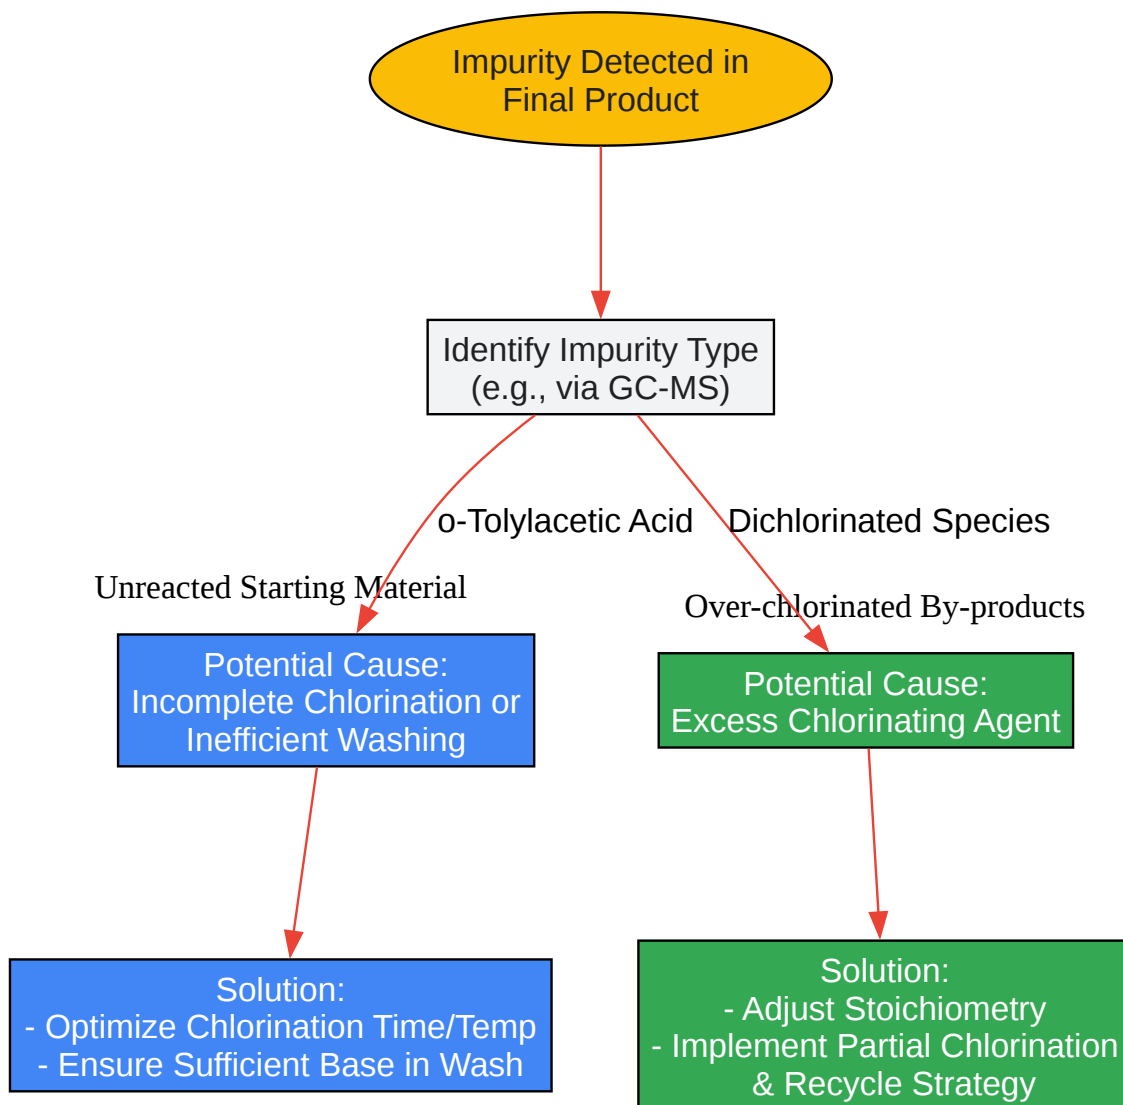 Impurity Detected in
Final Product
Identify Impurity Type
(e.g., via GC-MS)
o-Tolylacetic Acid
Dichlorinated Species
Unreacted Starting Material
Over-chlorinated By-products
Potential Cause:
Incomplete Chlorination or
Inefficient Washing
Potential Cause:
Excess Chlorinating Agent
Solution:
- Optimize Chlorination Time/Temp
- Ensure Sufficient Base in Wash
Solution:
- Adjust Stoichiometry
- Implement Partial Chlorination
& Recycle Strategy